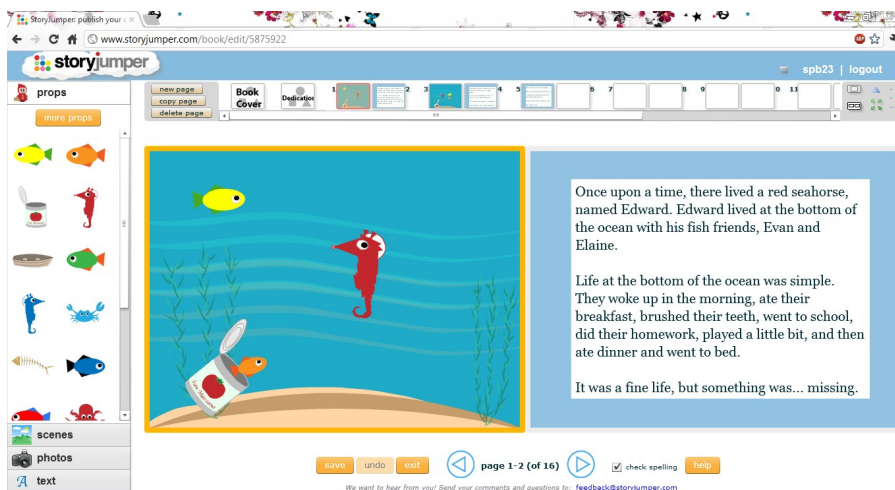 StoryJumper: publish your c
www.storyjumper.com/book/edit/5875922
storyjumper
spb23 | logout
props
more props
new page
copy page
delete page
Book Cover
Dedication
1
2
3
4
5
6
7
8
9
0
11
Once upon a time, there lived a red seahorse,
named Edward. Edward lived at the bottom of
the ocean with his fish friends, Evan and
Elaine.
Life at the bottom of the ocean was simple.
They woke up in the morning, ate their
breakfast, brushed their teeth, went to school,
did their homework, played a little bit, and then
ate dinner and went to bed.
It was a fine life, but something was... missing.
scenes
photos
text
save
undo
exit
page 1-2 (of 16)
check spelling
help
We want to hear from you! Send your comments and questions to: feedback@storyjumper.com